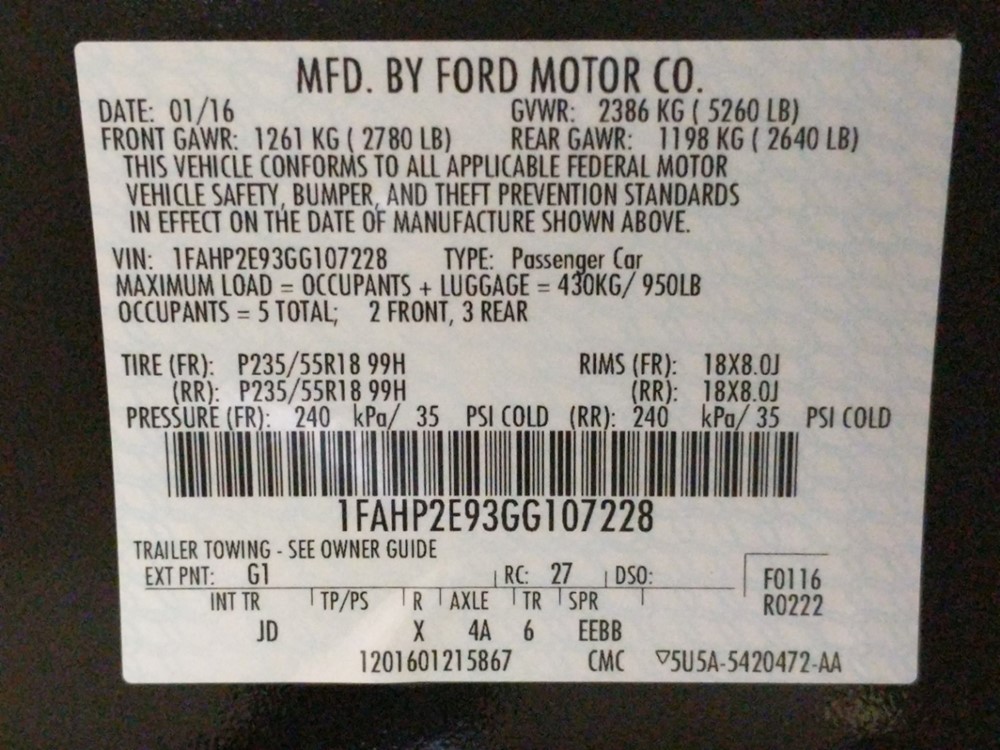 MFD. BY FORD MOTOR CO.
DATE: 01/16 GVWR: 2386 KG ( 5260 LB)
FRONT GAWR: 1261 KG ( 2780 LB) REAR GAWR: 1198 KG ( 2640 LB)
THIS VEHICLE CONFORMS TO ALL APPLICABLE FEDERAL MOTOR
VEHICLE SAFETY, BUMPER, AND THEFT PREVENTION STANDARDS
IN EFFECT ON THE DATE OF MANUFACTURE SHOWN ABOVE.
VIN: 1FAHP2E93GG107228 TYPE: Passenger Car
MAXIMUM LOAD = OCCUPANTS + LUGGAGE = 430KG/ 950LB
OCCUPANTS = 5 TOTAL; 2 FRONT, 3 REAR
TIRE (FR): P235/55R18 99H RIMS (FR): 18X8.0J
(RR): P235/55R18 99H (RR): 18X8.0J
PRESSURE (FR): 240 kPa/ 35 PSI COLD (RR): 240 kPa/ 35 PSI COLD
1FAHP2E93GG107228
TRAILER TOWING - SEE OWNER GUIDE
EXT PNT: G1 RC: 27 DSO: F0116
INT TR TP/PS R AXLE TR SPR R0222
JD X 4A 6 EEBB
1201601215867 CMC ▽5U5A-5420472-AA